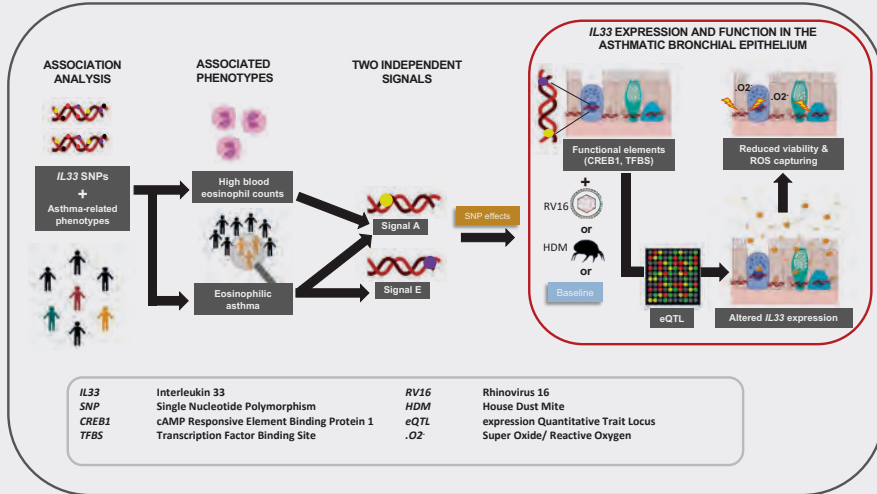 IL33 EXPRESSION AND FUNCTION IN THE
ASTHMATIC BRONCHIAL EPITHELIUM
ASSOCIATION
ANALYSIS
ASSOCIATED
PHENOTYPES
TWO INDEPENDENT
SIGNALS
IL33 SNPs
+
Asthma-related
phenotypes
High blood
eosinophil counts
Eosinophilic
asthma
Signal A
Signal E
SNP effects
Functional elements
(CREB1, TFBS)
+
RV16
or
HDM
or
Baseline
eQTL
Altered IL33 expression
.O2-
.O2-
Reduced viability &
ROS capturing
IL33 Interleukin 33
SNP Single Nucleotide Polymorphism
CREB1 cAMP Responsive Element Binding Protein 1
TFBS Transcription Factor Binding Site
RV16 Rhinovirus 16
HDM House Dust Mite
eQTL expression Quantitative Trait Locus
.O2- Super Oxide/ Reactive Oxygen